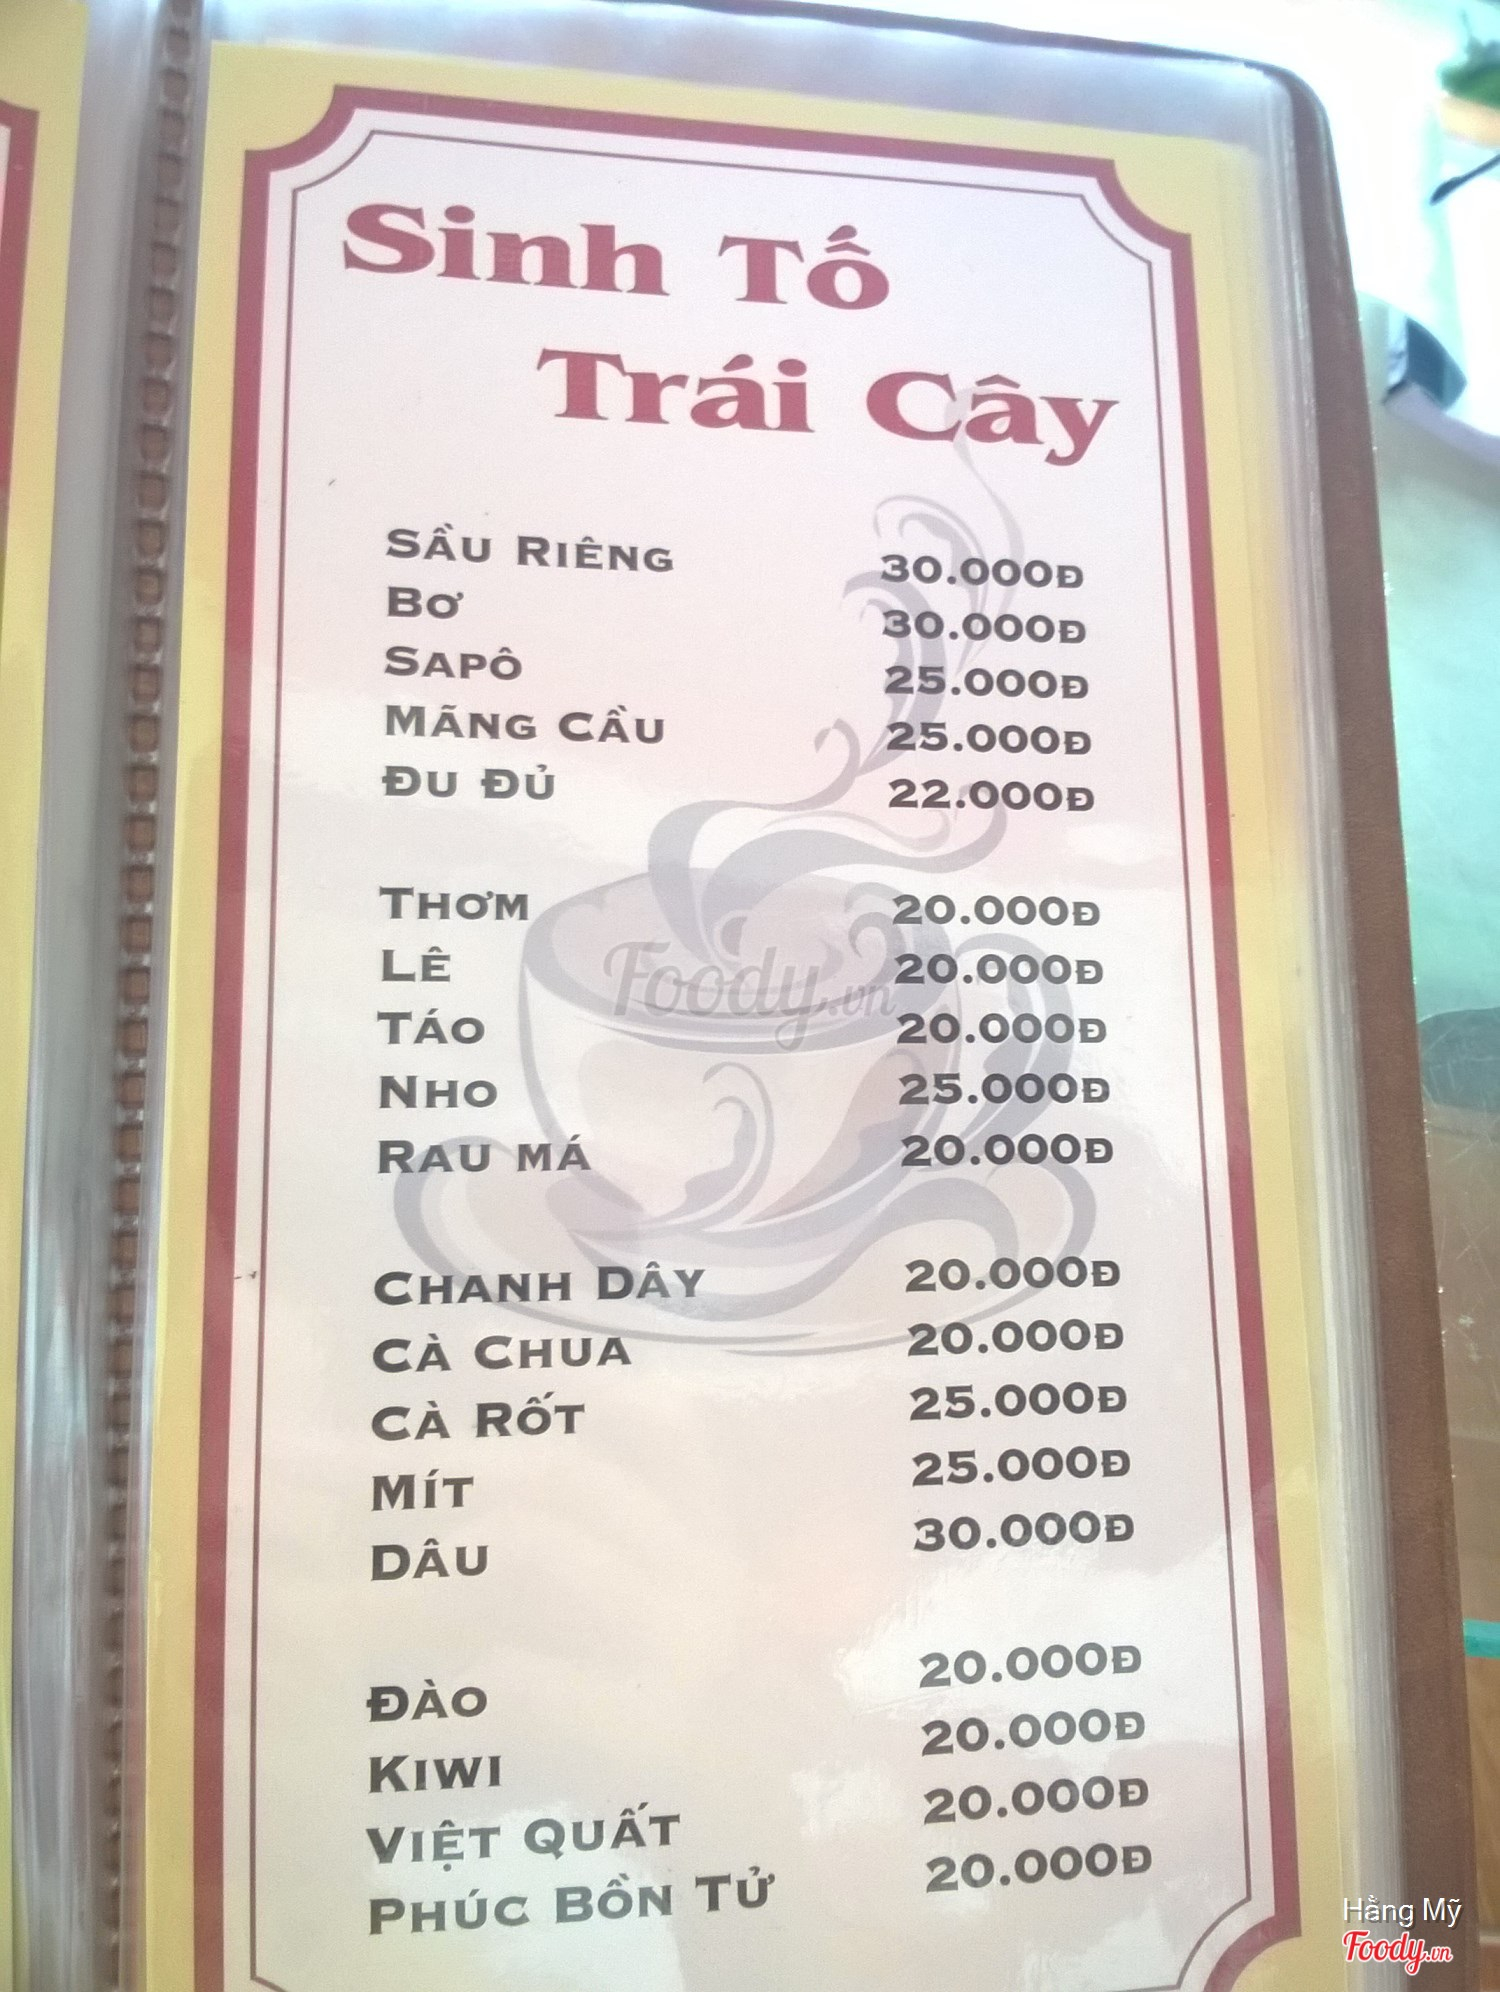 Sinh Tố
Trái Cây
Sầu Riêng 30.000Đ
Bơ 30.000Đ
Sapô 25.000Đ
Mãng Cầu 25.000Đ
Đu Đủ 22.000Đ
Thơm 20.000Đ
Lê 20.000Đ
Táo 20.000Đ
Nho 25.000Đ
Rau má 20.000Đ
Chanh Dây 20.000Đ
Cà Chua 20.000Đ
Cà Rốt 25.000Đ
Mít 25.000Đ
Dâu 30.000Đ
Đào 20.000Đ
Kiwi 20.000Đ
Việt Quất 20.000Đ
Phúc Bồn Tử 20.000Đ
Foody.vn
Hằng Mỹ
Foody.vn